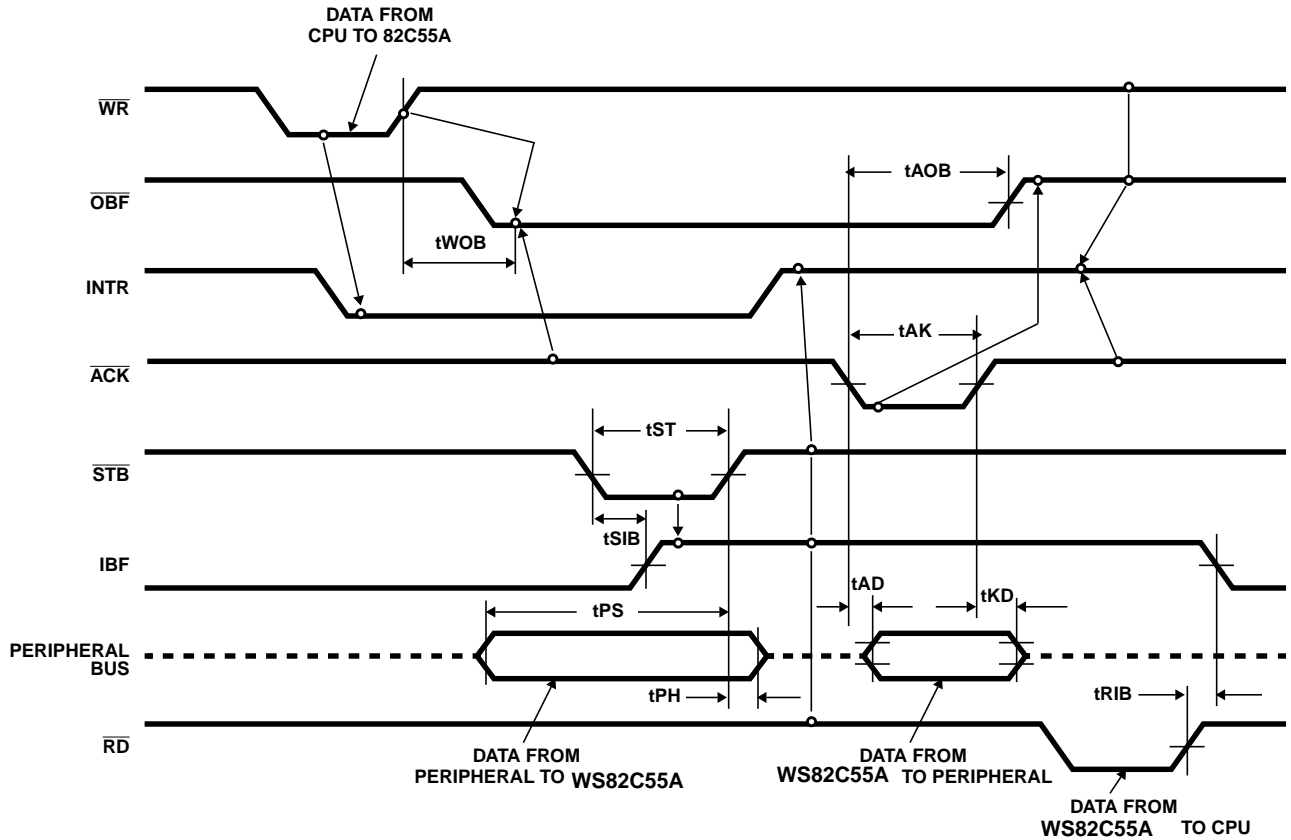 DATA FROM
CPU TO 82C55A
WR
OBF
tAOB
tWOB
INTR
tAK
ACK
tST
STB
tSIB
IBF
tAD
tKD
tPS
PERIPHERAL
BUS
tPH
tRIB
RD
DATA FROM
PERIPHERAL TO WS82C55A
DATA FROM
WS82C55A TO PERIPHERAL
DATA FROM
WS82C55A TO CPU